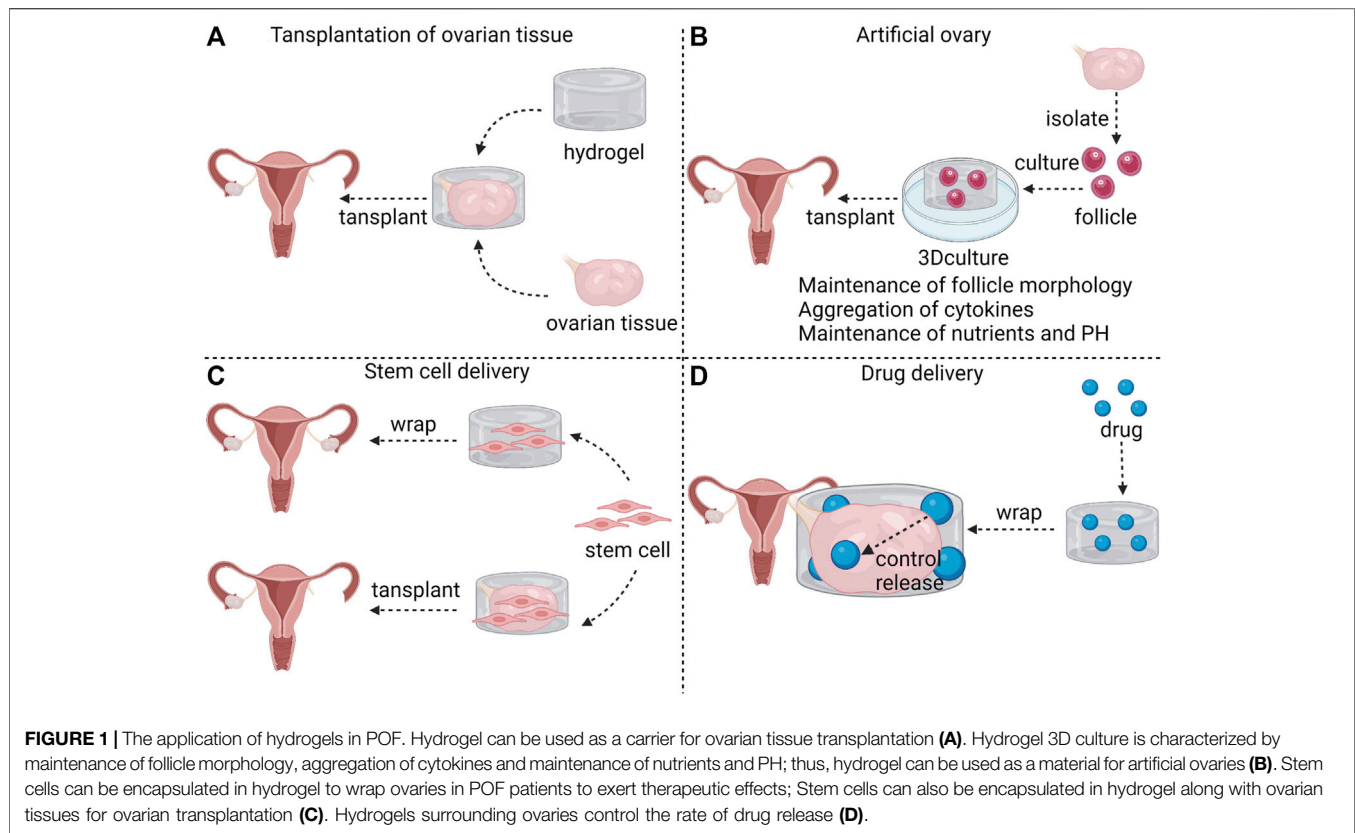 A
Tansplantation of ovarian tissue
hydrogel
tansplant
ovarian tissue
B
Artificial ovary
isolate
culture
follicle
tansplant
3Dculture
Maintenance of follicle morphology
Aggregation of cytokines
Maintenance of nutrients and PH
C
Stem cell delivery
wrap
stem cell
tansplant
D
Drug delivery
drug
wrap
control
release
FIGURE 1 | The application of hydrogels in POF. Hydrogel can be used as a carrier for ovarian tissue transplantation (A). Hydrogel 3D culture is characterized by
maintenance of follicle morphology, aggregation of cytokines and maintenance of nutrients and PH; thus, hydrogel can be used as a material for artificial ovaries (B). Stem
cells can be encapsulated in hydrogel to wrap ovaries in POF patients to exert therapeutic effects; Stem cells can also be encapsulated in hydrogel along with ovarian
tissues for ovarian transplantation (C). Hydrogels surrounding ovaries control the rate of drug release (D).